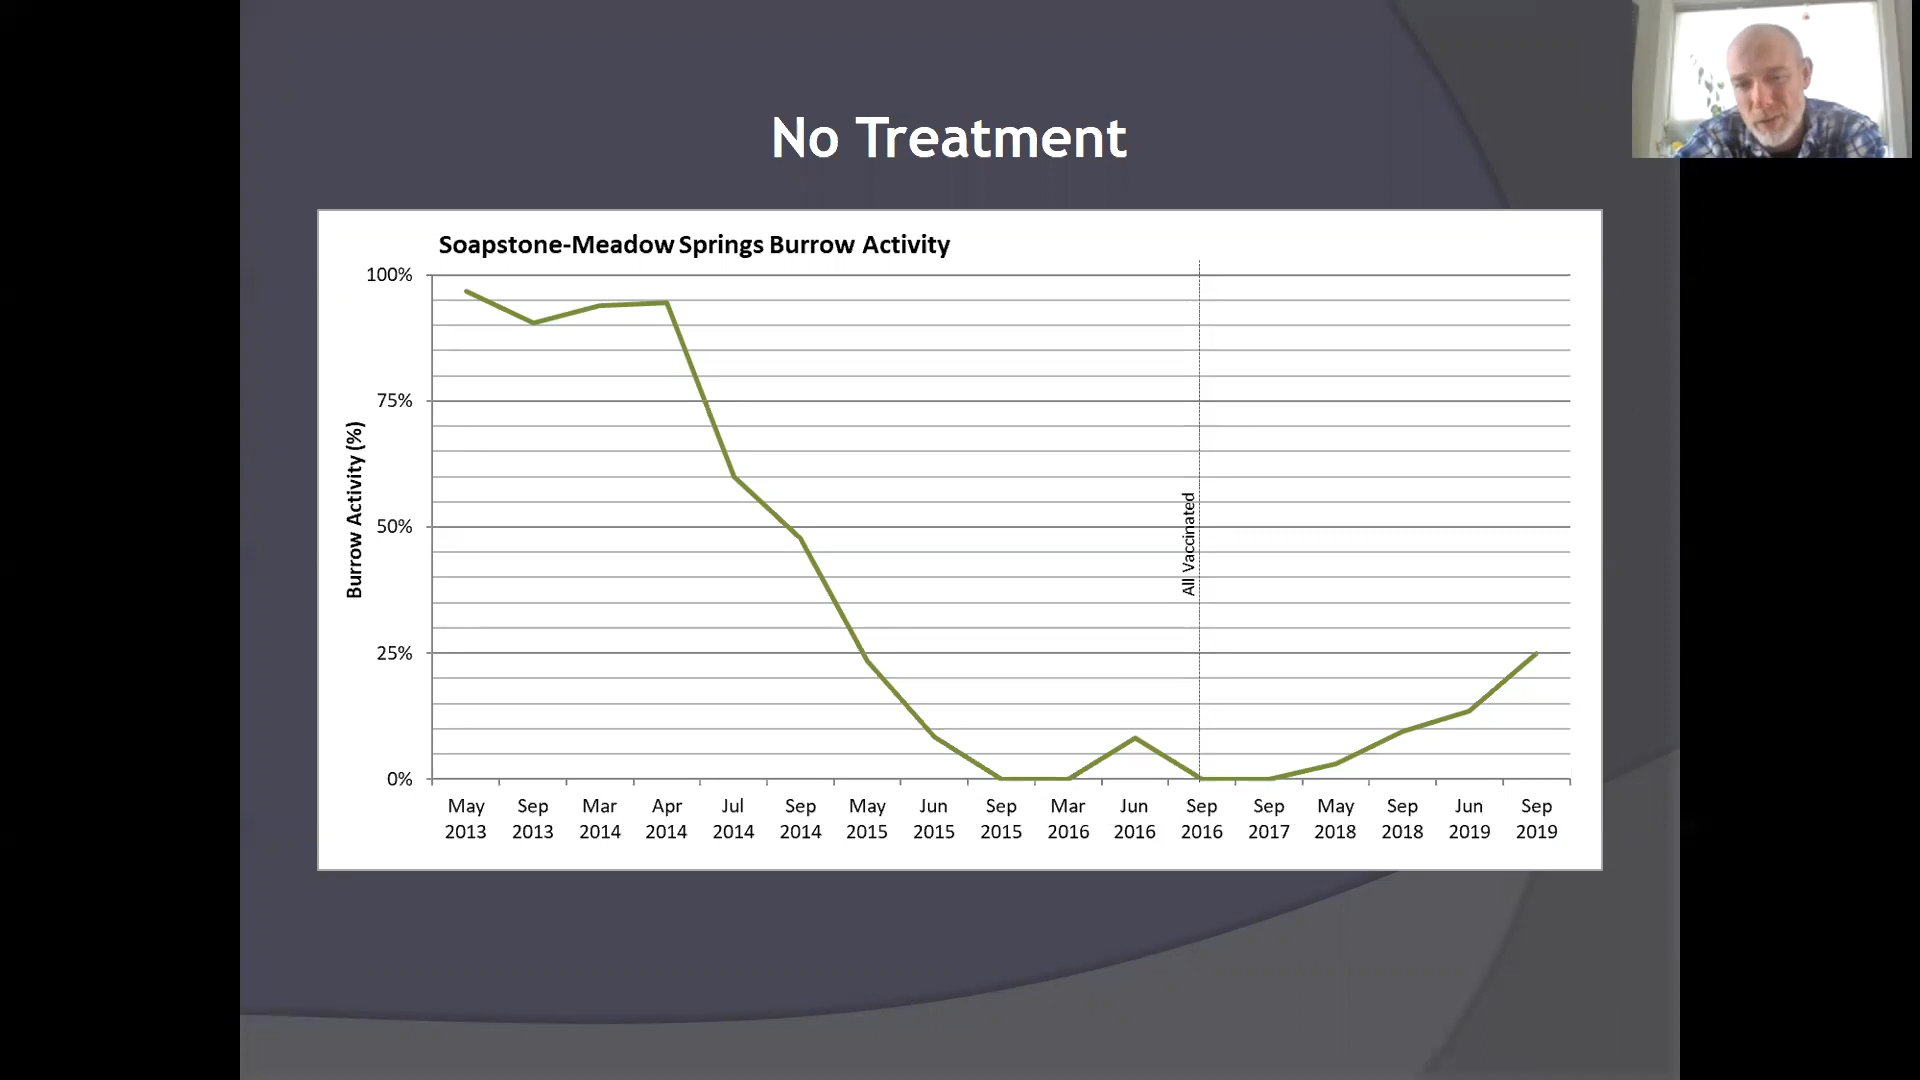 No Treatment
Soapstone-Meadow Springs Burrow Activity
100%
75%
50%
25%
0%
Burrow Activity (%)
All Vaccinated
May 2013
Sep 2013
Mar 2014
Apr 2014
Jul 2014
Sep 2014
May 2015
Jun 2015
Sep 2015
Mar 2016
Jun 2016
Sep 2016
Sep 2017
May 2018
Sep 2018
Jun 2019
Sep 2019